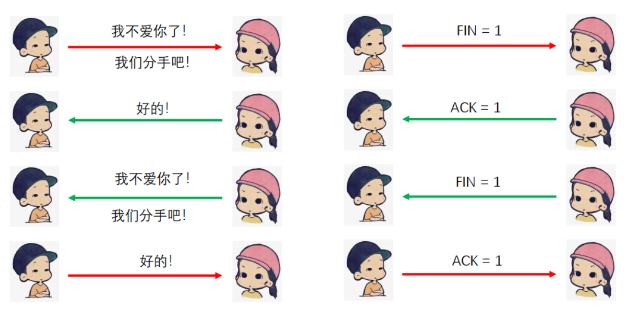 我不爱你了！
我们分手吧！
FIN = 1
好的！
ACK = 1
我不爱你了！
我们分手吧！
FIN = 1
好的！
ACK = 1